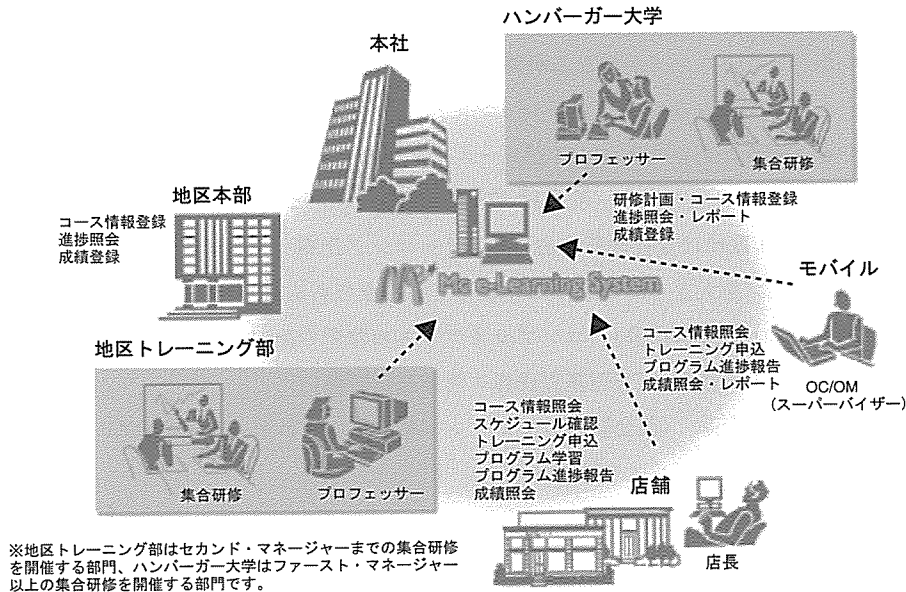 ハンバーガー大学
本社
プロフェッサー
集合研修
地区本部
コース情報登録
進捗照会
成績登録
研修計画・コース情報登録
進捗照会・レポート
成績登録
Mc e-Learning System
モバイル
地区トレーニング部
コース情報照会
トレーニング申込
プログラム進捗報告
成績照会・レポート
OC/OM
(スーパーバイザー)
コース情報照会
スケジュール確認
トレーニング申込
プログラム学習
プログラム進捗報告
成績照会
集合研修
プロフェッサー
店舗
店長
※地区トレーニング部はセカンド・マネージャーまでの集合研修
を開催する部門、ハンバーガー大学はファースト・マネージャー
以上の集合研修を開催する部門です。